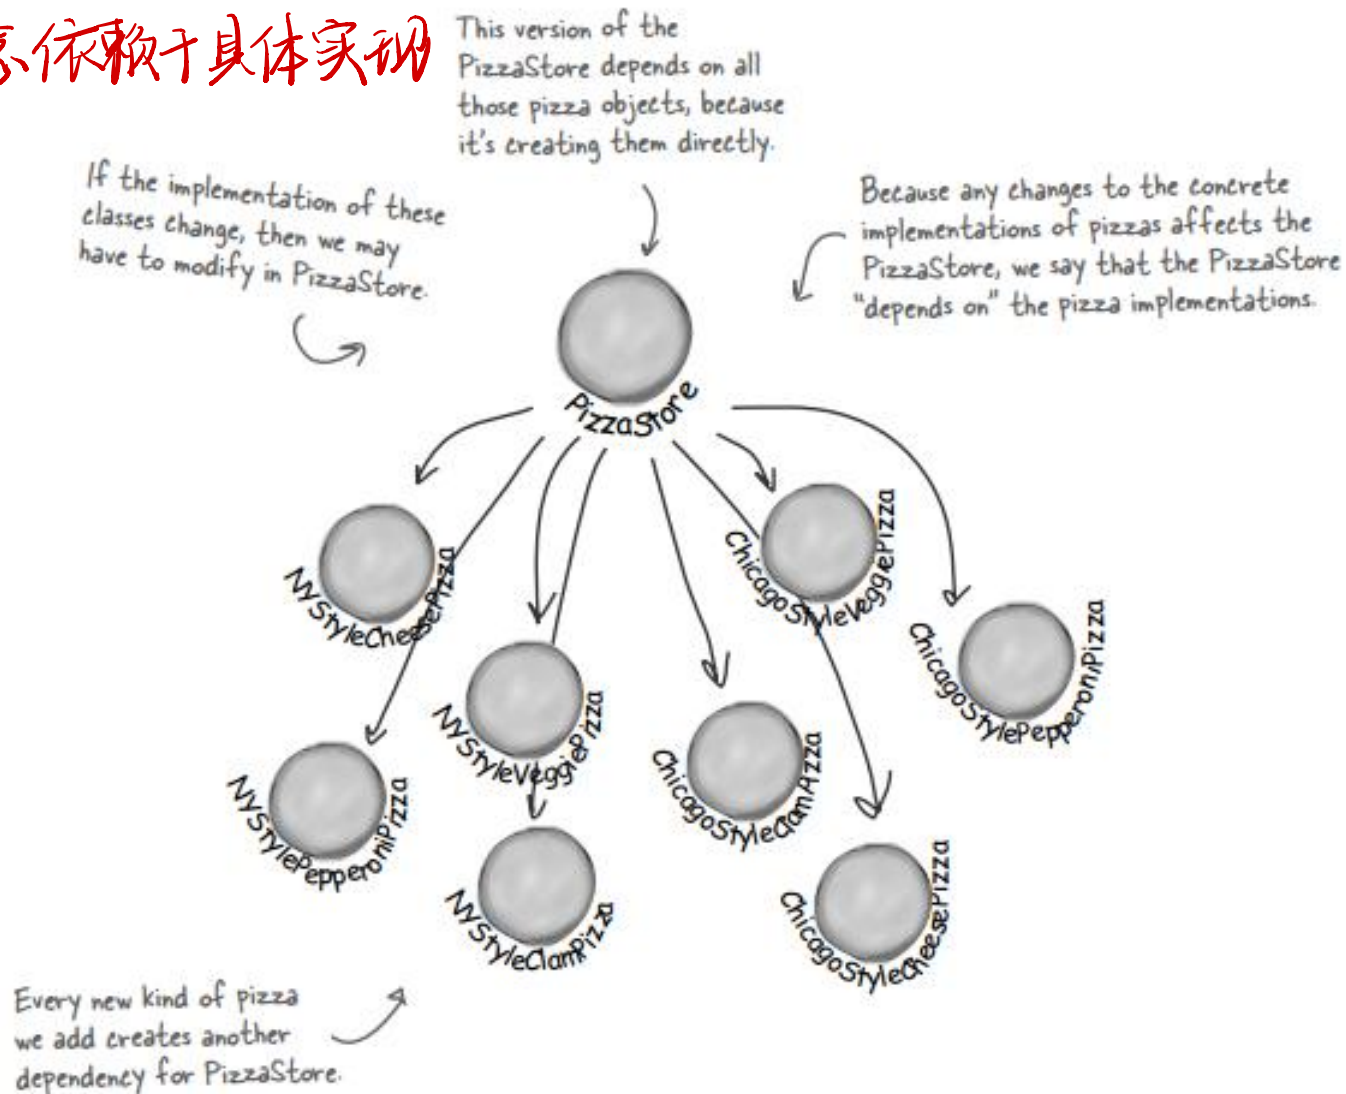 依赖于具体实现
This version of the
PizzaStore depends on all
those pizza objects, because
it's creating them directly.
If the implementation of these
classes change, then we may
have to modify in PizzaStore.
Because any changes to the concrete
implementations of pizzas affects the
PizzaStore, we say that the PizzaStore
"depends on" the pizza implementations.
PizzaStore
NYStyleCheesePizza
ChicagoStyleVeggiePizza
ChicagoStylePepperoniPizza
NYStyleVeggiePizza
NYStylePepperoniPizza
ChicagoStyleClamPizza
NYStyleClamPizza
ChicagoStyleCheesePizza
Every new kind of pizza
we add creates another
dependency for PizzaStore.